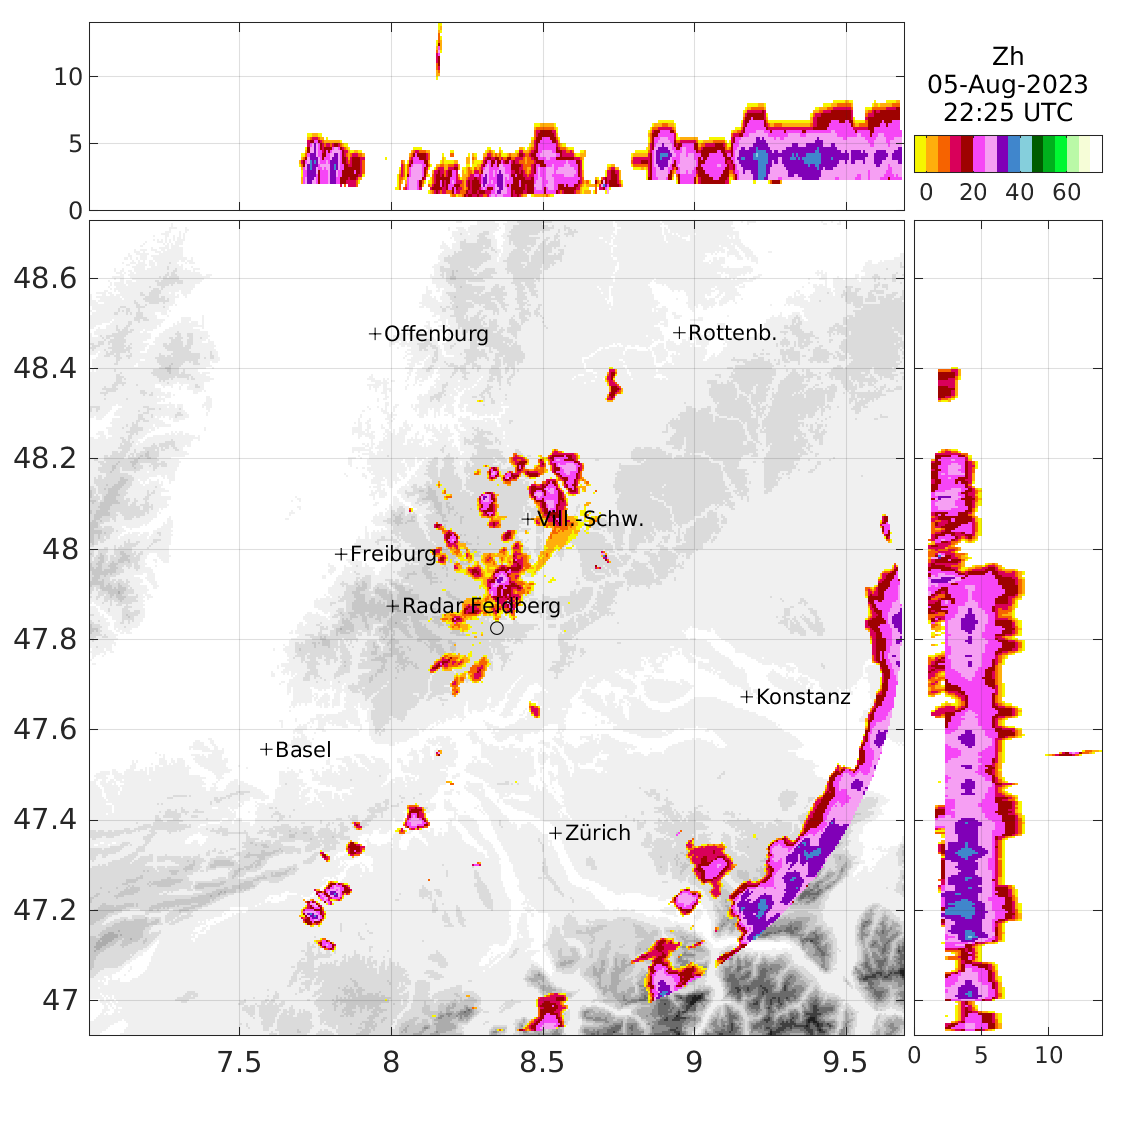 Zh
05-Aug-2023
22:25 UTC
0 20 40 60
10
5
0
48.6
48.4
48.2
48
47.8
47.6
47.4
47.2
47
+Offenburg
+Rottenb.
+Vill.-Schw.
+Freiburg
+Radar Feldberg
+Konstanz
+Basel
+Zürich
7.5 8 8.5 9 9.5
0 5 10